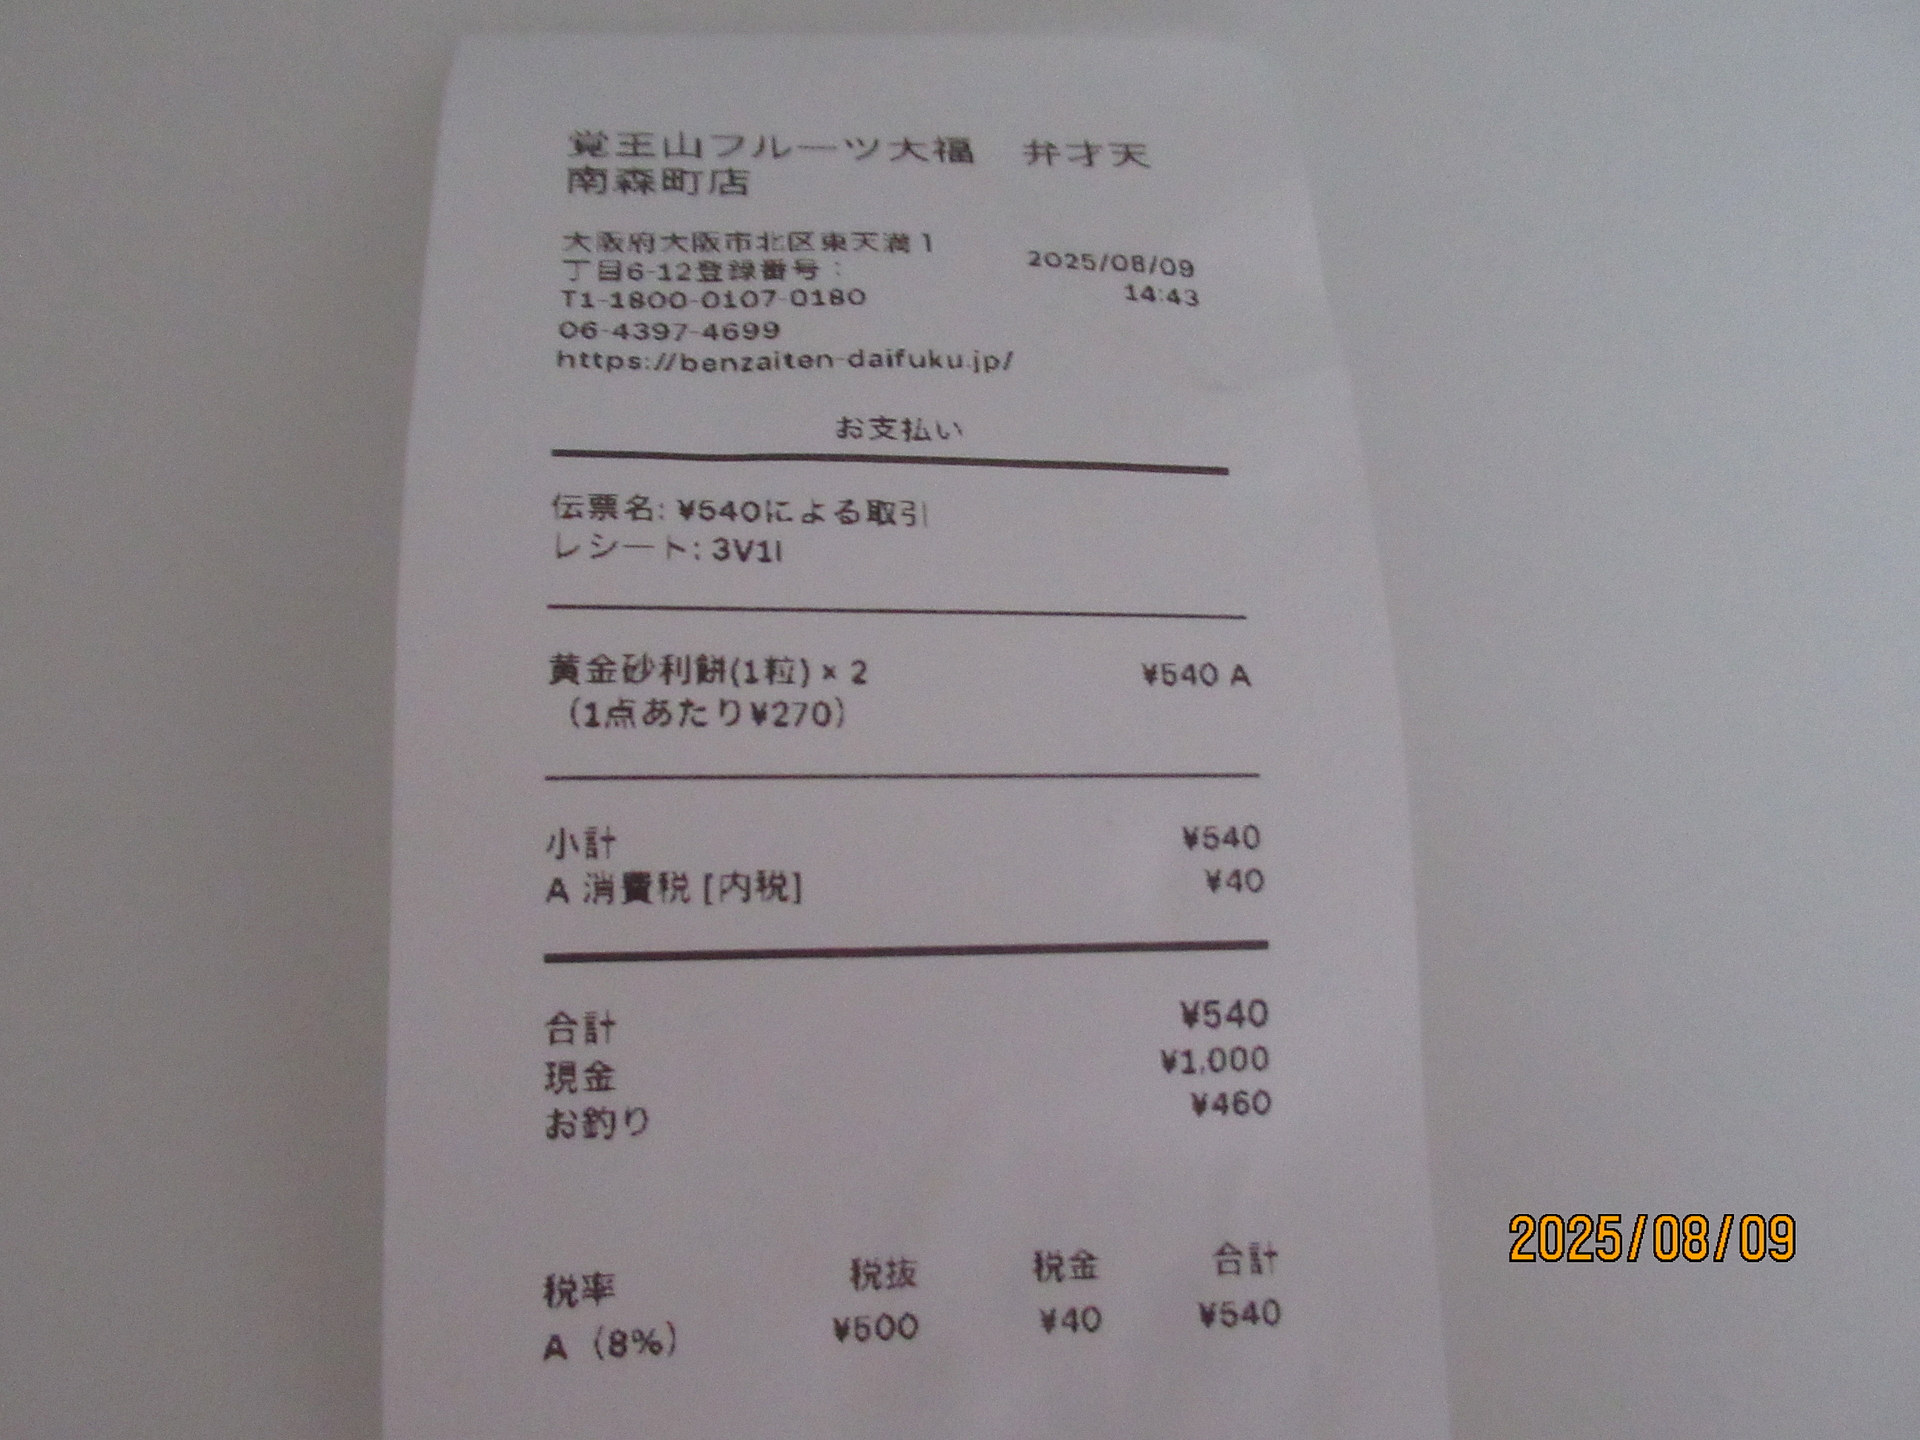 覚王山フルーツ大福　弁才天
南森町店
大阪府大阪市北区東天満1
丁目6-12登録番号：
T1-1800-0107-0180
06-4397-4699
https://benzaiten-daifuku.jp/
2025/08/09
14:43
お支払い
伝票名: ¥540による取引
レシート: 3V1I
黄金砂利餅(1粒) × 2 ¥540 A
（1点あたり¥270）
小計 ¥540
A 消費税 [内税] ¥40
合計 ¥540
現金 ¥1,000
お釣り ¥460
税率 税抜 税金 合計
A（8%） ¥500 ¥40 ¥540
2025/08/09